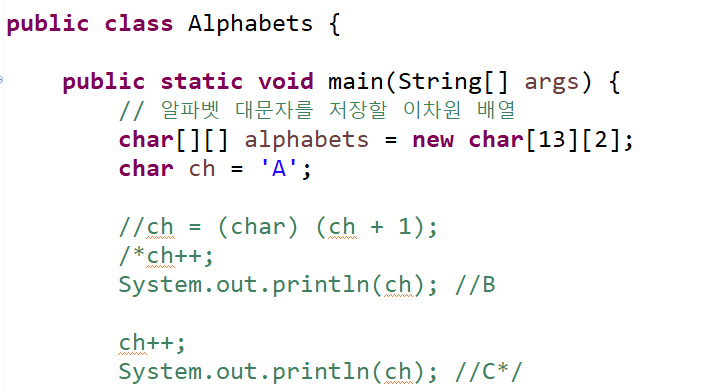 public class Alphabets {
public static void main(String[] args) {
// 알파벳 대문자를 저장할 이차원 배열
char[][] alphabets = new char[13][2];
char ch = 'A';
//ch = (char) (ch + 1);
/*ch++;
System.out.println(ch); //B
ch++;
System.out.println(ch); //C*/